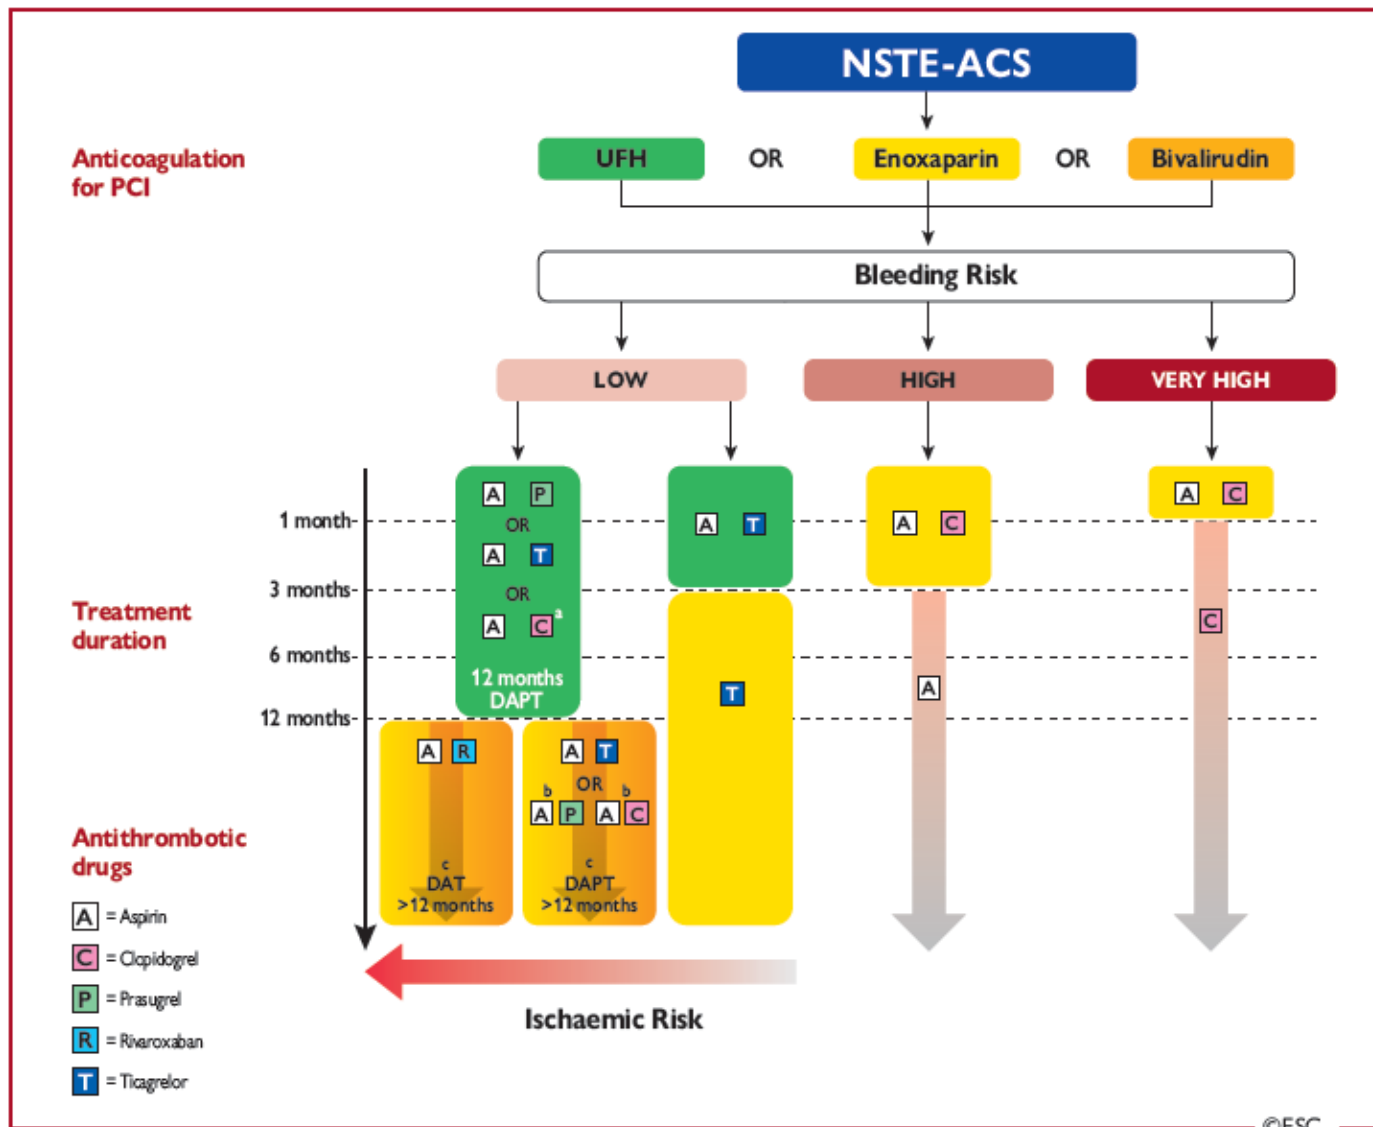 NSTE-ACS
Anticoagulation
for PCI
UFH OR Enoxaparin OR Bivalirudin
Bleeding Risk
LOW HIGH VERY HIGH
Treatment
duration
1 month
3 months
6 months
12 months
A P
OR
A T
OR
A C a
12 months
DAPT
A T
T
A C
A
A C
C
A R
c
DAT
>12 months
A T
OR
b b
A P A C
c
DAPT
>12 months
Ischaemic Risk
Antithrombotic
drugs
A = Aspirin
C = Clopidogrel
P = Prasugrel
R = Rivaroxaban
T = Ticagrelor
©ESC